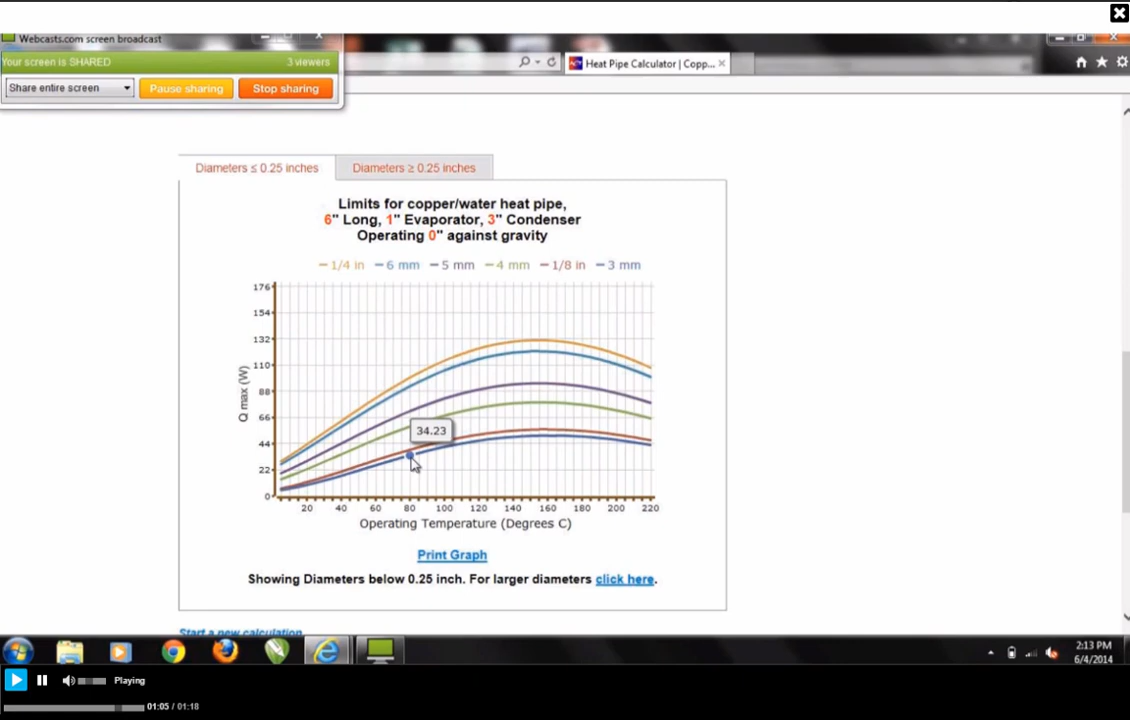 Webcasts.com screen broadcast
Your screen is SHARED 3 viewers
Share entire screen Pause sharing Stop sharing
Heat Pipe Calculator | Copp...
Diameters ≤ 0.25 inches Diameters ≥ 0.25 inches
Limits for copper/water heat pipe,
6" Long, 1" Evaporator, 3" Condenser
Operating 0" against gravity
1/4 in 6 mm 5 mm 4 mm 1/8 in 3 mm
176
154
132
110
88
66
44
22
0
Q max (W)
34.23
20 40 60 80 100 120 140 160 180 200 220
Operating Temperature (Degrees C)
Print Graph
Showing Diameters below 0.25 inch. For larger diameters click here.
Start a new calculation
2:13 PM
6/4/2014
Playing
01:05 / 01:18